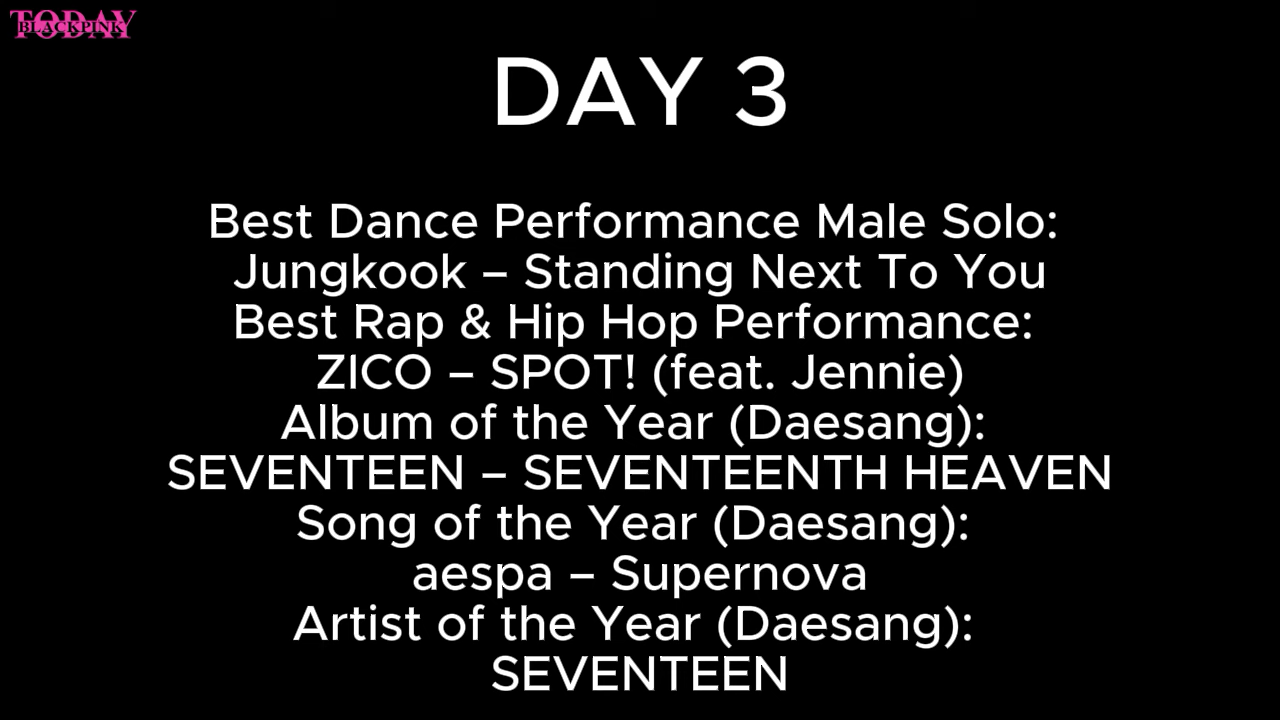 TODAY
BLACKPINK
DAY 3
Best Dance Performance Male Solo:
Jungkook – Standing Next To You
Best Rap & Hip Hop Performance:
ZICO – SPOT! (feat. Jennie)
Album of the Year (Daesang):
SEVENTEEN – SEVENTEENTH HEAVEN
Song of the Year (Daesang):
aespa – Supernova
Artist of the Year (Daesang):
SEVENTEEN